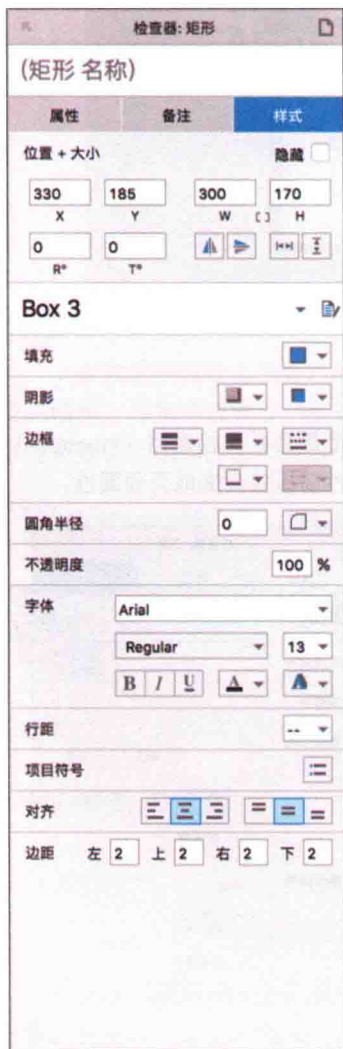 检查器: 矩形
(矩形 名称)
属性 备注 样式
位置 + 大小 隐藏
330 185 300 170
X Y W H
0 0
R° T°
Box 3
填充
阴影
边框
圆角半径 0
不透明度 100 %
字体 Arial
Regular 13
B I U A A
行距 --
项目符号
对齐
边距 左 2 上 2 右 2 下 2